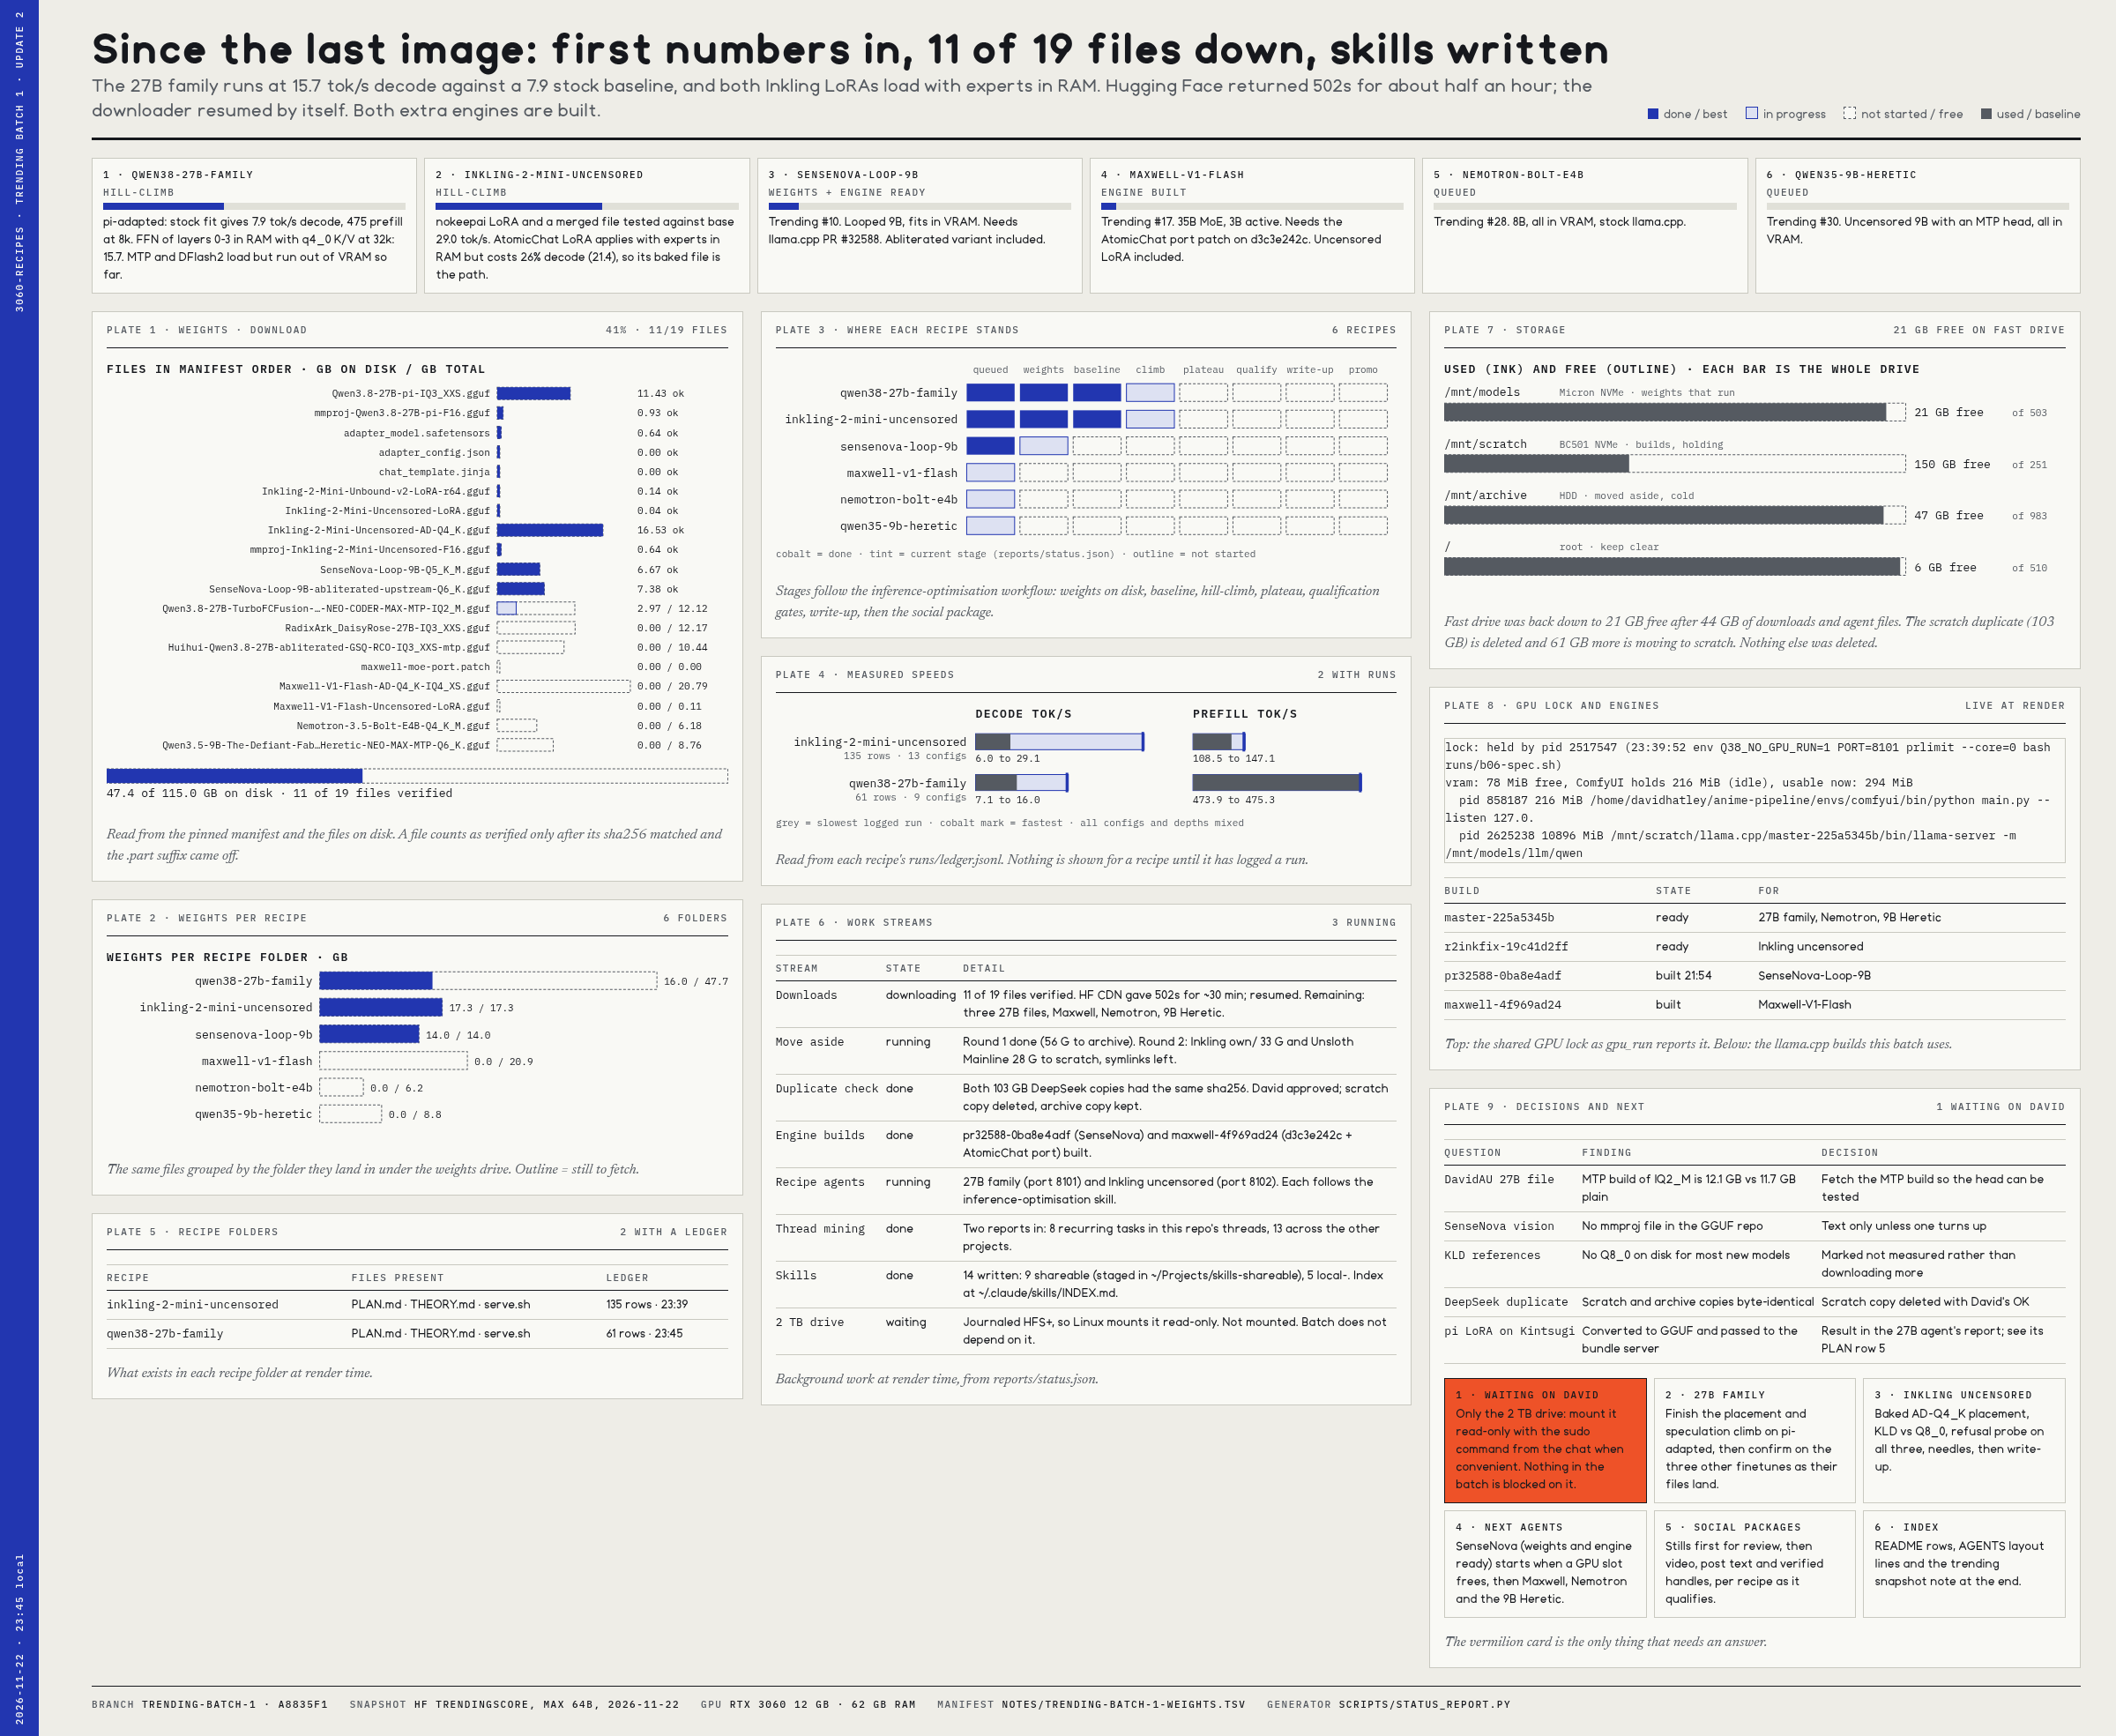 3060-RECIPES · TRENDING BATCH 1 · UPDATE 2
2026-11-22 · 23:45 local
Since the last image: first numbers in, 11 of 19 files down, skills written
The 27B family runs at 15.7 tok/s decode against a 7.9 stock baseline, and both Inkling LoRAs load with experts in RAM. Hugging Face returned 502s for about half an hour; the
downloader resumed by itself. Both extra engines are built.
done / best
in progress
not started / free
used / baseline
1 · QWEN38-27B-FAMILY
HILL-CLIMB
pi-adapted: stock fit gives 7.9 tok/s decode, 475 prefill
at 8k. FFN of layers 0-3 in RAM with q4_0 K/V at 32k:
15.7. MTP and DFlash2 load but run out of VRAM so
far.
2 · INKLING-2-MINI-UNCENSORED
HILL-CLIMB
nokeepai LoRA and a merged file tested against base
29.0 tok/s. AtomicChat LoRA applies with experts in
RAM but costs 26% decode (21.4), so its baked file is
the path.
3 · SENSENOVA-LOOP-9B
WEIGHTS + ENGINE READY
Trending #10. Looped 9B, fits in VRAM. Needs
llama.cpp PR #32588. Abliterated variant included.
4 · MAXWELL-V1-FLASH
ENGINE BUILT
Trending #17. 35B MoE, 3B active. Needs the
AtomicChat port patch on d3c3e242c. Uncensored
LoRA included.
5 · NEMOTRON-BOLT-E4B
QUEUED
Trending #28. 8B, all in VRAM, stock llama.cpp.
6 · QWEN35-9B-HERETIC
QUEUED
Trending #30. Uncensored 9B with an MTP head, all in
VRAM.
PLATE 1 · WEIGHTS · DOWNLOAD
41% · 11/19 FILES
FILES IN MANIFEST ORDER · GB ON DISK / GB TOTAL
Qwen3.8-27B-pi-IQ3_XXS.gguf 11.43 ok
mmproj-Qwen3.8-27B-pi-F16.gguf 0.93 ok
adapter_model.safetensors 0.64 ok
adapter_config.json 0.00 ok
chat_template.jinja 0.00 ok
Inkling-2-Mini-Unbound-v2-LoRA-r64.gguf 0.14 ok
Inkling-2-Mini-Uncensored-LoRA.gguf 0.04 ok
Inkling-2-Mini-Uncensored-AD-Q4_K.gguf 16.53 ok
mmproj-Inkling-2-Mini-Uncensored-F16.gguf 0.64 ok
SenseNova-Loop-9B-Q5_K_M.gguf 6.67 ok
SenseNova-Loop-9B-abliterated-upstream-Q6_K.gguf 7.38 ok
Qwen3.8-27B-TurboFCFusion-…-NEO-CODER-MAX-MTP-IQ2_M.gguf 2.97 / 12.12
RadixArk_DaisyRose-27B-IQ3_XXS.gguf 0.00 / 12.17
Huihui-Qwen3.8-27B-abliterated-GSQ-RCO-IQ3_XXS-mtp.gguf 0.00 / 10.44
maxwell-moe-port.patch 0.00 / 0.00
Maxwell-V1-Flash-AD-Q4_K-IQ4_XS.gguf 0.00 / 20.79
Maxwell-V1-Flash-Uncensored-LoRA.gguf 0.00 / 0.11
Nemotron-3.5-Bolt-E4B-Q4_K_M.gguf 0.00 / 6.18
Qwen3.5-9B-The-Defiant-Fab…Heretic-NEO-MAX-MTP-Q6_K.gguf 0.00 / 8.76
47.4 of 115.0 GB on disk · 11 of 19 files verified
Read from the pinned manifest and the files on disk. A file counts as verified only after its sha256 matched and
the .part suffix came off.
PLATE 2 · WEIGHTS PER RECIPE
6 FOLDERS
WEIGHTS PER RECIPE FOLDER · GB
qwen38-27b-family 16.0 / 47.7
inkling-2-mini-uncensored 17.3 / 17.3
sensenova-loop-9b 14.0 / 14.0
maxwell-v1-flash 0.0 / 20.9
nemotron-bolt-e4b 0.0 / 6.2
qwen35-9b-heretic 0.0 / 8.8
The same files grouped by the folder they land in under the weights drive. Outline = still to fetch.
PLATE 5 · RECIPE FOLDERS
2 WITH A LEDGER
RECIPE FILES PRESENT LEDGER
inkling-2-mini-uncensored PLAN.md · THEORY.md · serve.sh 135 rows · 23:39
qwen38-27b-family PLAN.md · THEORY.md · serve.sh 61 rows · 23:45
What exists in each recipe folder at render time.
PLATE 3 · WHERE EACH RECIPE STANDS
6 RECIPES
queued weights baseline climb plateau qualify write-up promo
qwen38-27b-family
inkling-2-mini-uncensored
sensenova-loop-9b
maxwell-v1-flash
nemotron-bolt-e4b
qwen35-9b-heretic
cobalt = done · tint = current stage (reports/status.json) · outline = not started
Stages follow the inference-optimisation workflow: weights on disk, baseline, hill-climb, plateau, qualification
gates, write-up, then the social package.
PLATE 4 · MEASURED SPEEDS
2 WITH RUNS
DECODE TOK/S PREFILL TOK/S
inkling-2-mini-uncensored
135 rows · 13 configs 6.0 to 29.1 108.5 to 147.1
qwen38-27b-family
61 rows · 9 configs 7.1 to 16.0 473.9 to 475.3
grey = slowest logged run · cobalt mark = fastest · all configs and depths mixed
Read from each recipe's runs/ledger.jsonl. Nothing is shown for a recipe until it has logged a run.
PLATE 6 · WORK STREAMS
3 RUNNING
STREAM STATE DETAIL
Downloads downloading 11 of 19 files verified. HF CDN gave 502s for ~30 min; resumed. Remaining:
three 27B files, Maxwell, Nemotron, 9B Heretic.
Move aside running Round 1 done (56 G to archive). Round 2: Inkling own/ 33 G and Unsloth
Mainline 28 G to scratch, symlinks left.
Duplicate check done Both 103 GB DeepSeek copies had the same sha256. David approved; scratch
copy deleted, archive copy kept.
Engine builds done pr32588-0ba8e4adf (SenseNova) and maxwell-4f969ad24 (d3c3e242c +
AtomicChat port) built.
Recipe agents running 27B family (port 8101) and Inkling uncensored (port 8102). Each follows the
inference-optimisation skill.
Thread mining done Two reports in: 8 recurring tasks in this repo's threads, 13 across the other
projects.
Skills done 14 written: 9 shareable (staged in ~/Projects/skills-shareable), 5 local-. Index
at ~/.claude/skills/INDEX.md.
2 TB drive waiting Journaled HFS+, so Linux mounts it read-only. Not mounted. Batch does not
depend on it.
Background work at render time, from reports/status.json.
PLATE 7 · STORAGE
21 GB FREE ON FAST DRIVE
USED (INK) AND FREE (OUTLINE) · EACH BAR IS THE WHOLE DRIVE
/mnt/models Micron NVMe · weights that run
21 GB free of 503
/mnt/scratch BC501 NVMe · builds, holding
150 GB free of 251
/mnt/archive HDD · moved aside, cold
47 GB free of 983
/ root · keep clear
6 GB free of 510
Fast drive was back down to 21 GB free after 44 GB of downloads and agent files. The scratch duplicate (103
GB) is deleted and 61 GB more is moving to scratch. Nothing else was deleted.
PLATE 8 · GPU LOCK AND ENGINES
LIVE AT RENDER
lock: held by pid 2517547 (23:39:52 env Q38_NO_GPU_RUN=1 PORT=8101 prlimit --core=0 bash
runs/b06-spec.sh)
vram: 78 MiB free, ComfyUI holds 216 MiB (idle), usable now: 294 MiB
pid 858187 216 MiB /home/davidhatley/anime-pipeline/envs/comfyui/bin/python main.py --
listen 127.0.
pid 2625238 10896 MiB /mnt/scratch/llama.cpp/master-225a5345b/bin/llama-server -m
/mnt/models/llm/qwen
BUILD STATE FOR
master-225a5345b ready 27B family, Nemotron, 9B Heretic
r2inkfix-19c41d2ff ready Inkling uncensored
pr32588-0ba8e4adf built 21:54 SenseNova-Loop-9B
maxwell-4f969ad24 built Maxwell-V1-Flash
Top: the shared GPU lock as gpu_run reports it. Below: the llama.cpp builds this batch uses.
PLATE 9 · DECISIONS AND NEXT
1 WAITING ON DAVID
QUESTION FINDING DECISION
DavidAU 27B file MTP build of IQ2_M is 12.1 GB vs 11.7 GB plain Fetch the MTP build so the head can be tested
SenseNova vision No mmproj file in the GGUF repo Text only unless one turns up
KLD references No Q8_0 on disk for most new models Marked not measured rather than downloading more
DeepSeek duplicate Scratch and archive copies byte-identical Scratch copy deleted with David's OK
pi LoRA on Kintsugi Converted to GGUF and passed to the bundle server Result in the 27B agent's report; see its PLAN row 5
1 · WAITING ON DAVID
Only the 2 TB drive: mount it
read-only with the sudo
command from the chat when
convenient. Nothing in the
batch is blocked on it.
2 · 27B FAMILY
Finish the placement and
speculation climb on pi-
adapted, then confirm on the
three other finetunes as their
files land.
3 · INKLING UNCENSORED
Baked AD-Q4_K placement,
KLD vs Q8_0, refusal probe on
all three, needles, then write-
up.
4 · NEXT AGENTS
SenseNova (weights and engine
ready) starts when a GPU slot
frees, then Maxwell, Nemotron
and the 9B Heretic.
5 · SOCIAL PACKAGES
Stills first for review, then
video, post text and verified
handles, per recipe as it
qualifies.
6 · INDEX
README rows, AGENTS layout
lines and the trending
snapshot note at the end.
The vermilion card is the only thing that needs an answer.
BRANCH TRENDING-BATCH-1 · A8835F1 SNAPSHOT HF TRENDINGSCORE, MAX 64B, 2026-11-22 GPU RTX 3060 12 GB · 62 GB RAM MANIFEST NOTES/TRENDING-BATCH-1-WEIGHTS.TSV GENERATOR SCRIPTS/STATUS_REPORT.PY